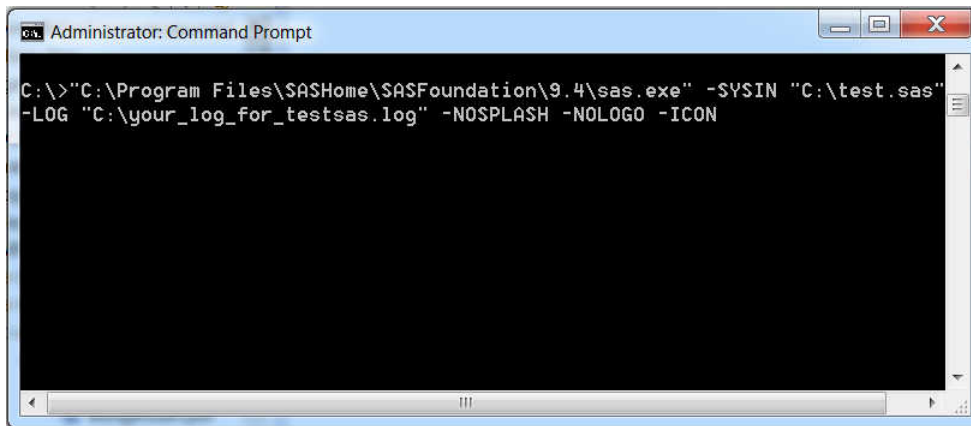 Administrator: Command Prompt
C:\>"C:\Program Files\SASHome\SASFoundation\9.4\sas.exe" -SYSIN "C:\test.sas"
-LOG "C:\your_log_for_testsas.log" -NOSPLASH -NOLOGO -ICON